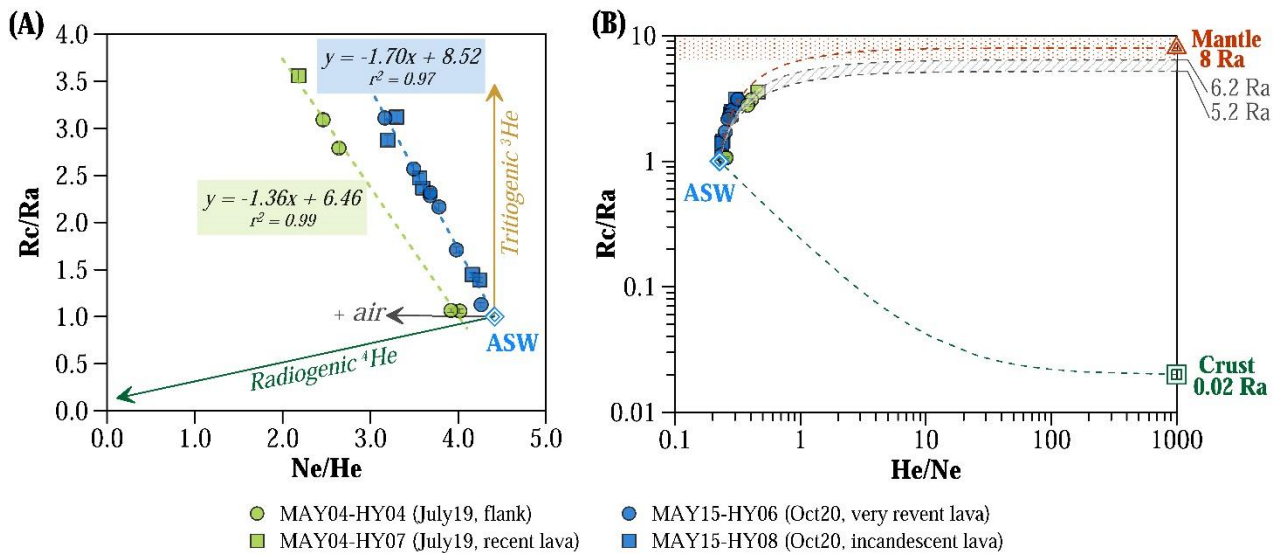 (A)
4.0
3.5
3.0
2.5
2.0
1.5
1.0
0.5
0.0
Rc/Ra
y = -1.70x + 8.52
r² = 0.97
y = -1.36x + 6.46
r² = 0.99
Tritiogenic ³He
+ air
ASW
Radiogenic ⁴He
0.0
1.0
2.0
3.0
4.0
5.0
Ne/He
(B)
10
1
0.1
0.01
Rc/Ra
Mantle
8 Ra
6.2 Ra
5.2 Ra
ASW
Crust
0.02 Ra
0.1
1
10
100
1000
He/Ne
MAY04-HY04 (July19, flank)
MAY04-HY07 (July19, recent lava)
MAY15-HY06 (Oct20, very revent lava)
MAY15-HY08 (Oct20, incandescent lava)